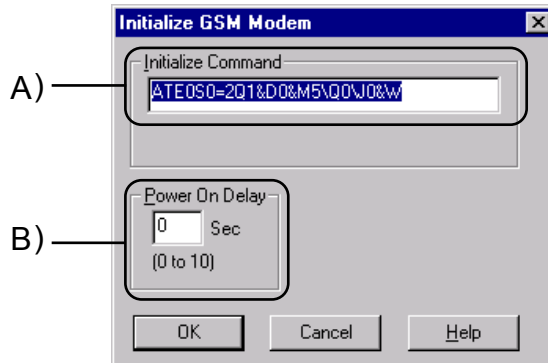 Initialize GSM Modem
A)
Initialize Command
ATE0S0=2Q1&D0&M5\Q0\J0&W
B)
Power On Delay
0 Sec
(0 to 10)
OK Cancel Help